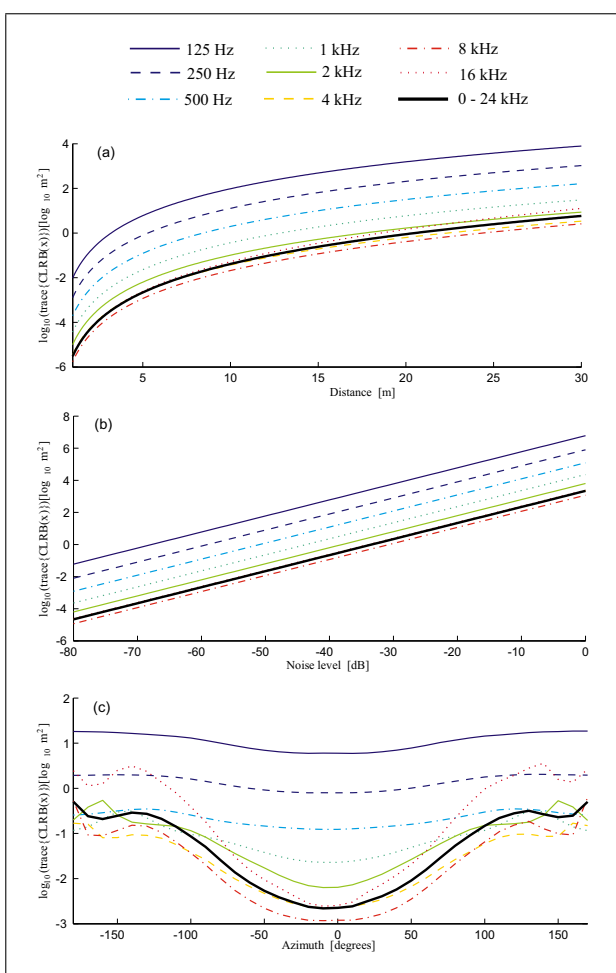 125 Hz 1 kHz 8 kHz
250 Hz 2 kHz 16 kHz
500 Hz 4 kHz 0 - 24 kHz
(a)
log10(trace{CLRB(x)})[log 10 m2]
4
2
0
-2
-4
-6
5 10 15 20 25 30
Distance [m]
(b)
log10(trace{CLRB(x)})[log 10 m2]
8
6
4
2
0
-2
-4
-6
-80 -70 -60 -50 -40 -30 -20 -10 0
Noise level [dB]
(c)
log10(trace{CLRB(x)})[log 10 m2]
2
1
0
-1
-2
-3
-150 -100 -50 0 50 100 150
Azimuth [degrees]